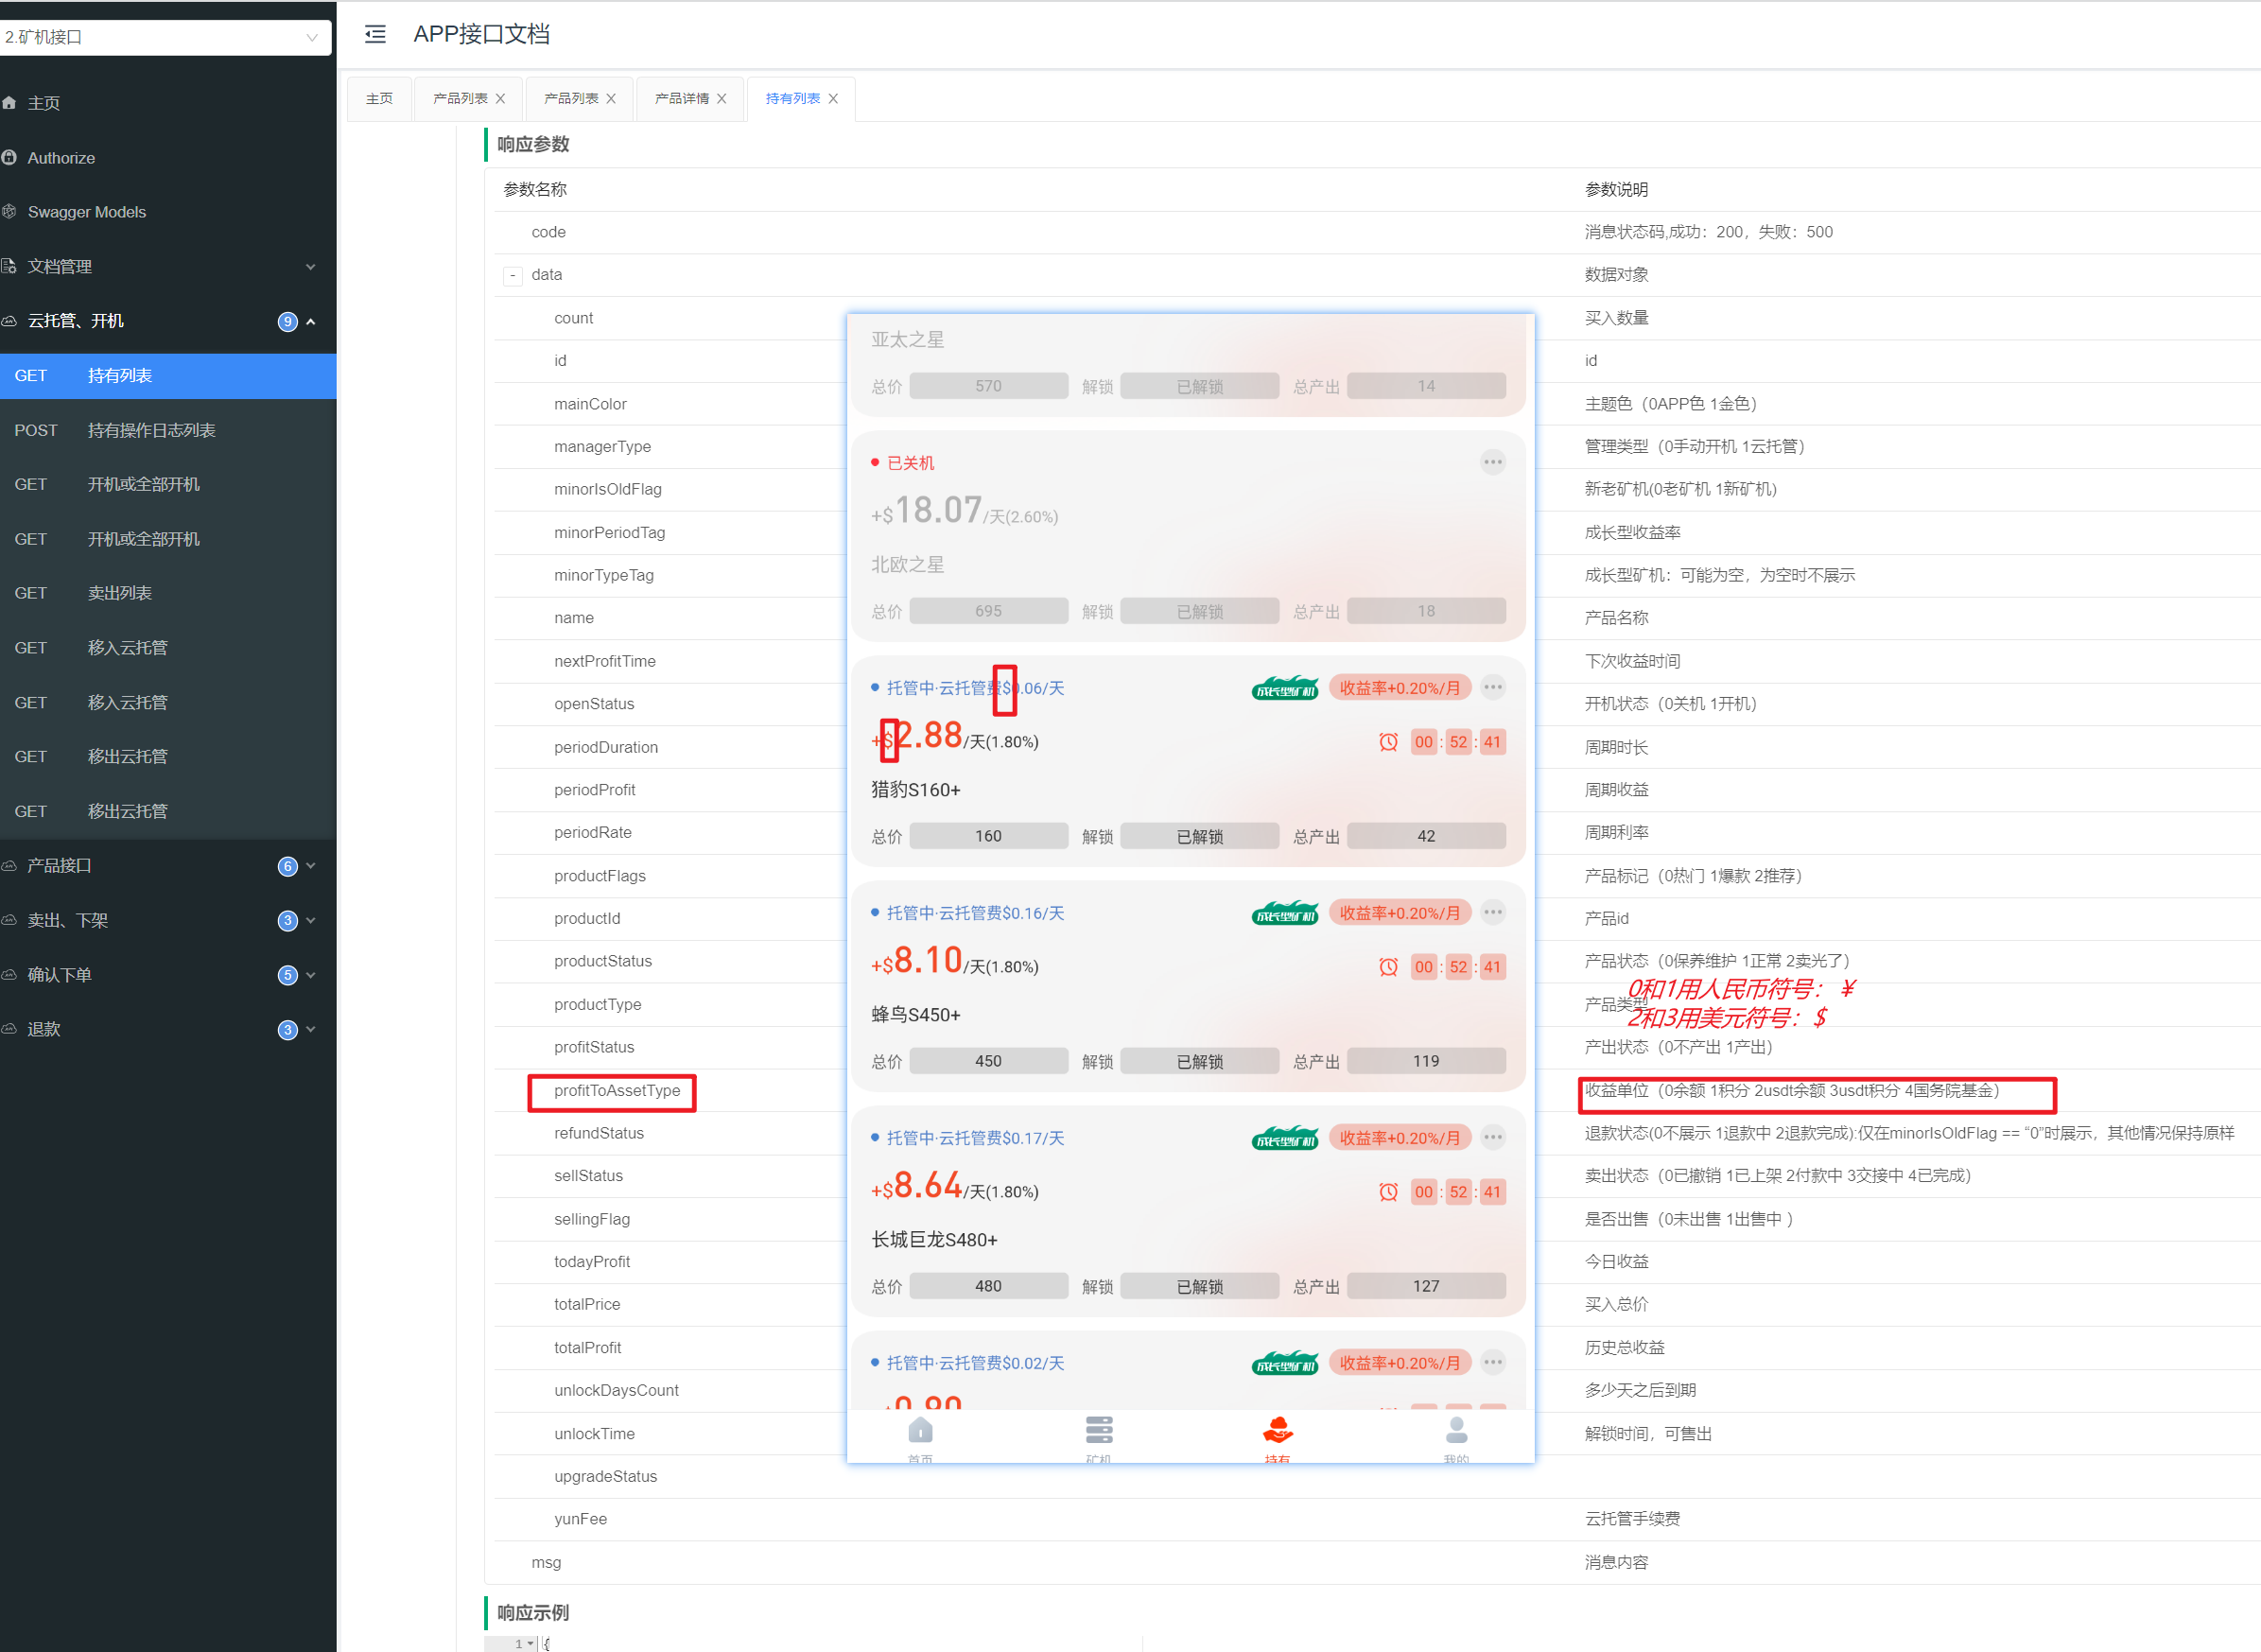 2.矿机接口
APP接口文档
主页
产品列表
产品列表
产品详情
持有列表
主页
Authorize
Swagger Models
文档管理
云托管、开机 9
GET 持有列表
POST 持有操作日志列表
GET 开机或全部开机
GET 开机或全部开机
GET 卖出列表
GET 移入云托管
GET 移入云托管
GET 移出云托管
GET 移出云托管
产品接口 6
卖出、下架 3
确认下单 5
退款 3
响应参数
参数名称 参数说明
code 消息状态码,成功：200，失败：500
- data 数据对象
count 买入数量
id id
mainColor 主题色（0APP色 1金色）
managerType 管理类型（0手动开机 1云托管）
minorIsOldFlag 新老矿机(0老矿机 1新矿机)
minorPeriodTag 成长型收益率
minorTypeTag 成长型矿机：可能为空，为空时不展示
name 产品名称
nextProfitTime 下次收益时间
openStatus 开机状态（0关机 1开机）
periodDuration 周期时长
periodProfit 周期收益
periodRate 周期利率
productFlags 产品标记（0热门 1爆款 2推荐）
productId 产品id
productStatus 产品状态（0保养维护 1正常 2卖光了）
0和1用人民币符号：￥
productType 产品类型
2和3用美元符号：$
profitStatus 产出状态（0不产出 1产出）
profitToAssetType 收益单位（0余额 1积分 2usdt余额 3usdt积分 4国务院基金）
refundStatus 退款状态(0不展示 1退款中 2退款完成):仅在minorIsOldFlag == “0”时展示，其他情况保持原样
sellStatus 卖出状态（0已撤销 1已上架 2付款中 3交接中 4已完成）
sellingFlag 是否出售（0未出售 1出售中 ）
todayProfit 今日收益
totalPrice 买入总价
totalProfit 历史总收益
unlockDaysCount 多少天之后到期
unlockTime 解锁时间，可售出
upgradeStatus
yunFee 云托管手续费
msg 消息内容
响应示例
1 {
亚太之星
总价 570 解锁 已解锁 总产出 14
已关机
+$18.07/天(2.60%)
北欧之星
总价 695 解锁 已解锁 总产出 18
托管中·云托管费$0.06/天 成长型矿机 收益率+0.20%/月
+$2.88/天(1.80%) 00:52:41
猎豹S160+
总价 160 解锁 已解锁 总产出 42
托管中·云托管费$0.16/天 成长型矿机 收益率+0.20%/月
+$8.10/天(1.80%) 00:52:41
蜂鸟S450+
总价 450 解锁 已解锁 总产出 119
托管中·云托管费$0.17/天 成长型矿机 收益率+0.20%/月
+$8.64/天(1.80%) 00:52:41
长城巨龙S480+
总价 480 解锁 已解锁 总产出 127
托管中·云托管费$0.02/天 成长型矿机 收益率+0.20%/月
首页 矿机 持有 我的